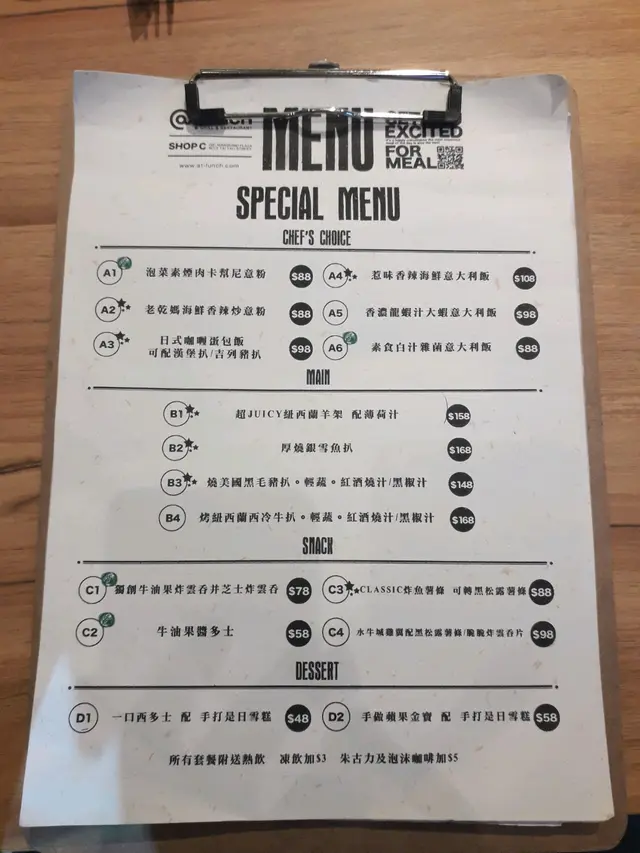 MENU
EXCITED
FOR
MEAL
SHOP C
www.at-lunch.com
SPECIAL MENU
CHEF'S CHOICE
A1 泡菜素煙肉卡幫尼意粉 $88
A4 惹味香辣海鮮意大利飯 $108
A2 老乾媽海鮮香辣炒意粉 $88
A5 香濃龍蝦汁大蝦意大利飯 $98
A3 日式咖喱蛋包飯
可配漢堡扒/吉列豬扒 $98
A6 素食白汁雜菌意大利飯 $88
MAIN
B1 超JUICY紐西蘭羊架 配薄荷汁 $158
B2 厚燒銀雪魚扒 $168
B3 燒美國黑毛豬扒。輕蔬。紅酒燒汁/黑椒汁 $148
B4 烤紐西蘭西冷牛扒。輕蔬。紅酒燒汁/黑椒汁 $168
SNACK
C1 獨創牛油果炸雲吞并芝士炸雲吞 $78
C3 CLASSIC炸魚薯條 可轉黑松露薯條 $88
C2 牛油果醬多士 $58
C4 水牛城雞翼配黑松露薯條/脆脆炸雲吞片 $98
DESSERT
D1 一口西多士 配 手打是日雪糕 $48
D2 手做蘋果金寶 配 手打是日雪糕 $58
所有套餐附送熱飲 凍飲加$3 朱古力及泡沫咖啡加$5